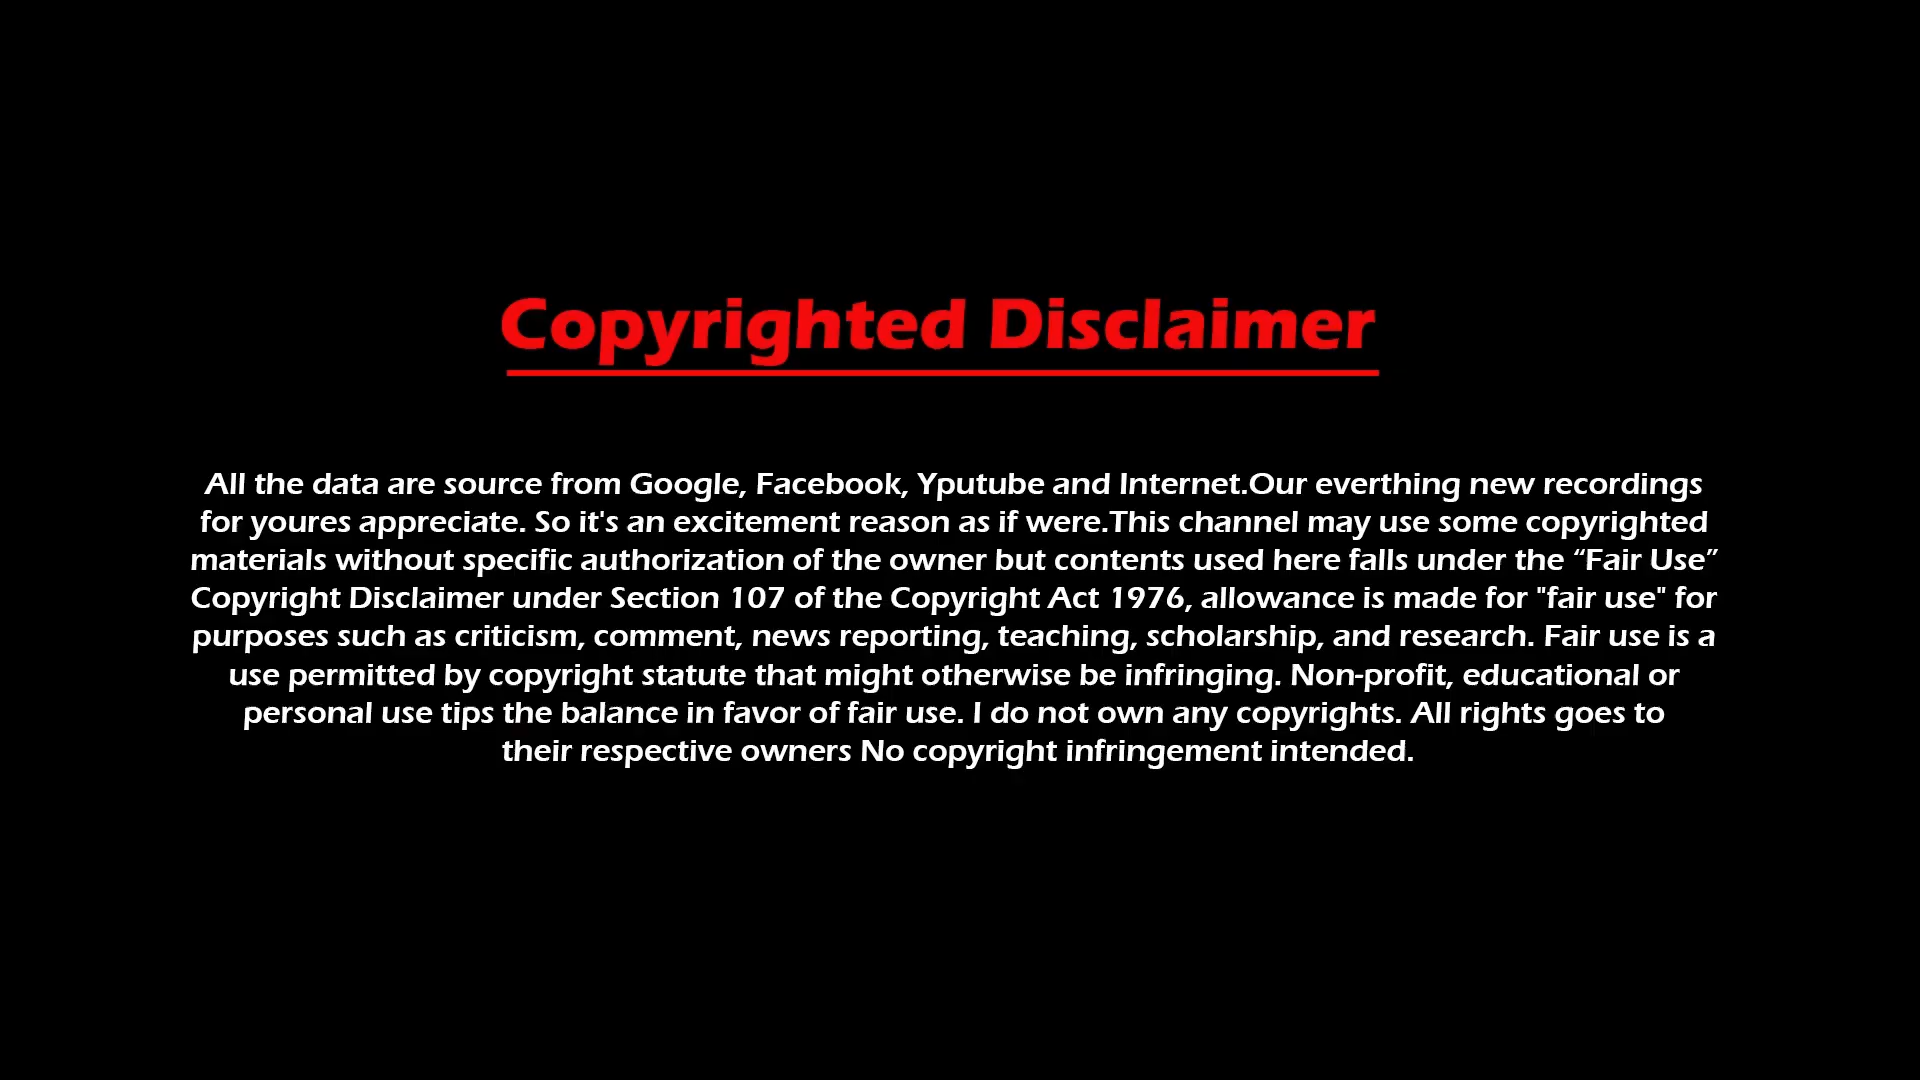 Copyrighted Disclaimer
All the data are source from Google, Facebook, Yputube and Internet.Our everthing new recordings
for youres appreciate. So it's an excitement reason as if were.This channel may use some copyrighted
materials without specific authorization of the owner but contents used here falls under the “Fair Use”
Copyright Disclaimer under Section 107 of the Copyright Act 1976, allowance is made for "fair use" for
purposes such as criticism, comment, news reporting, teaching, scholarship, and research. Fair use is a
use permitted by copyright statute that might otherwise be infringing. Non-profit, educational or
personal use tips the balance in favor of fair use. I do not own any copyrights. All rights goes to
their respective owners No copyright infringement intended.